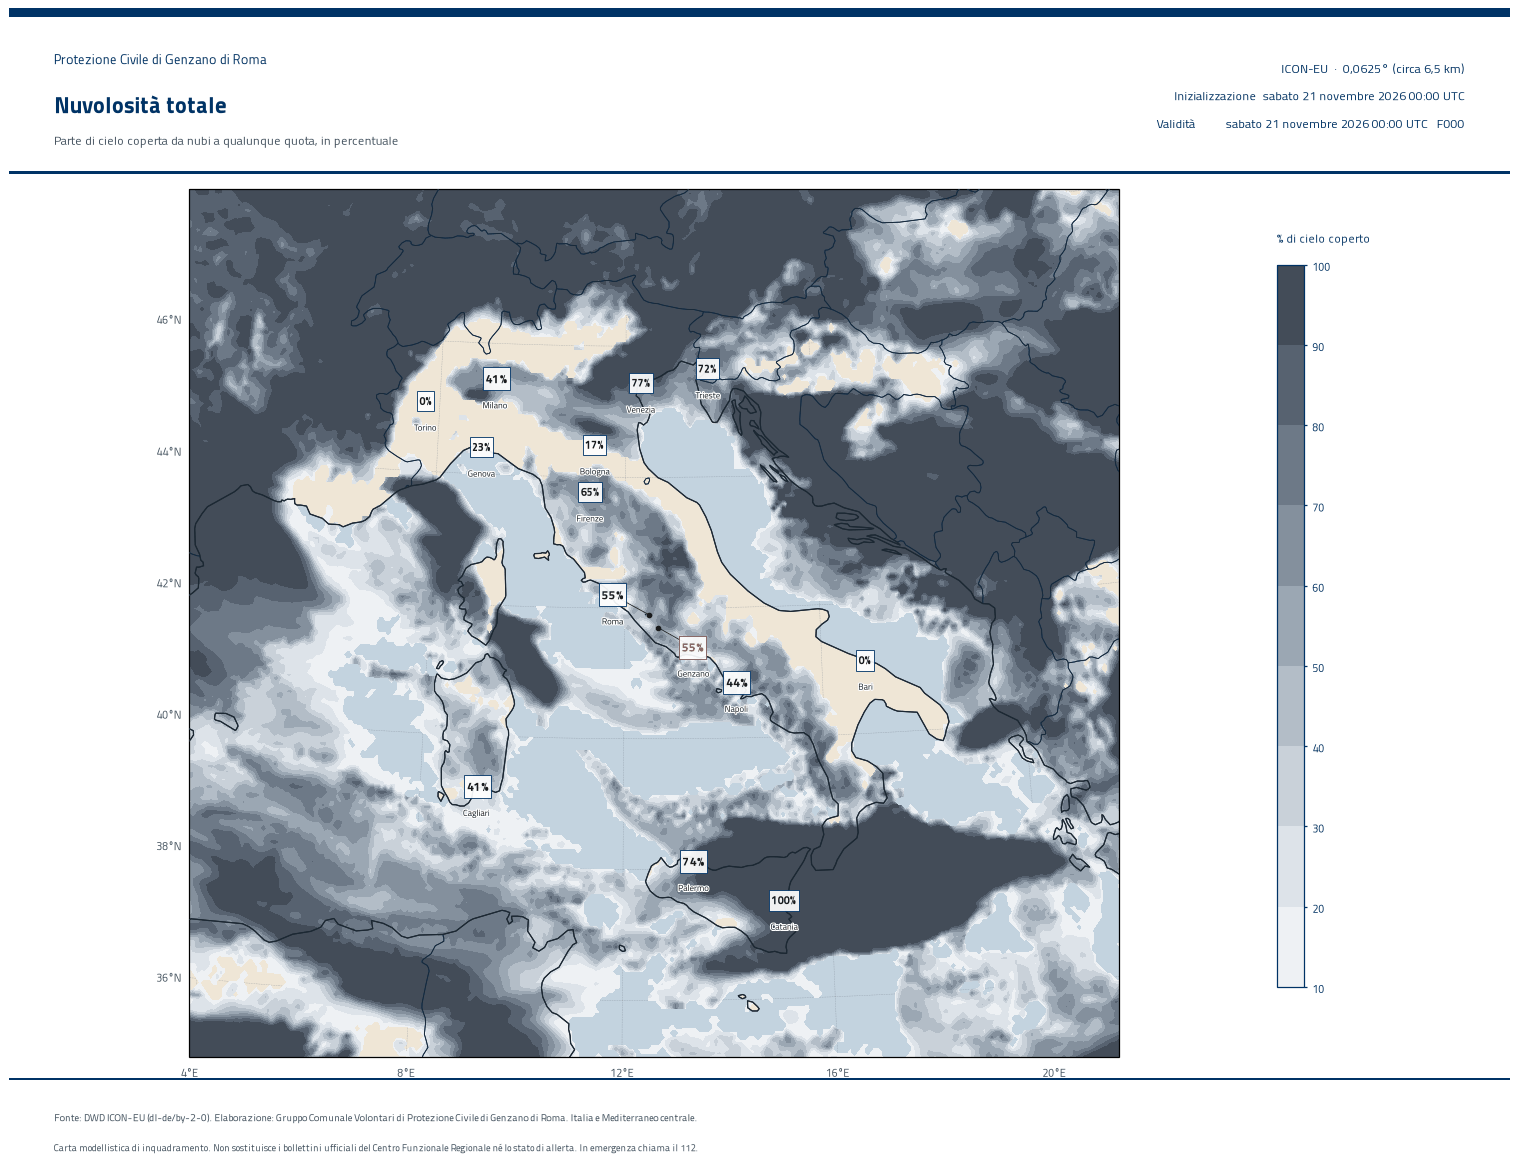 Protezione Civile di Genzano di Roma
Nuvolosità totale
Parte di cielo coperta da nubi a qualunque quota, in percentuale
ICON-EU · 0,0625° (circa 6,5 km)
Inizializzazione sabato 21 novembre 2026 00:00 UTC
Validità sabato 21 novembre 2026 00:00 UTC F000
% di cielo coperto
100
90
80
70
60
50
40
30
20
10
46°N
44°N
42°N
40°N
38°N
36°N
4°E
8°E
12°E
16°E
20°E
72%
Trieste
77%
Venezia
41%
Milano
0%
Torino
23%
Genova
17%
Bologna
65%
Firenze
55%
Roma
55%
Genzano
44%
Napoli
0%
Bari
41%
Cagliari
74%
Palermo
100%
Catania
Fonte: DWD ICON-EU (dl-de/by-2-0). Elaborazione: Gruppo Comunale Volontari di Protezione Civile di Genzano di Roma. Italia e Mediterraneo centrale.
Carta modellistica di inquadramento. Non sostituisce i bollettini ufficiali del Centro Funzionale Regionale né lo stato di allerta. In emergenza chiama il 112.